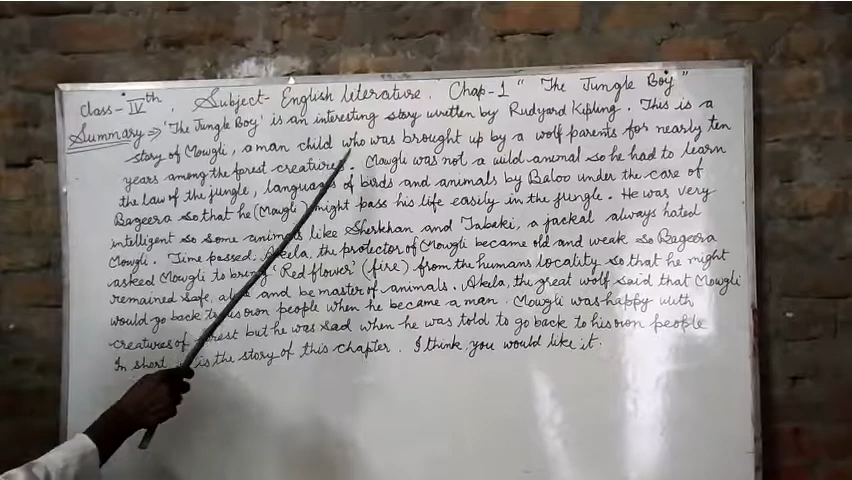 Class - IVth. Subject - English literature. Chap-1 "The Jungle Boy"
Summary => 'The Jungle Boy' is an interesting story written by Rudyard Kipling. This is a
story of Mowgli, a man child who was brought up by a wolf parents for nearly ten
years among the forest creatures. Mowgli was not a wild animal so he had to learn
the law of the jungle, languages of birds and animals by Baloo under the care of
Bageera so that he (Mowgli) might pass his life easily in the jungle. He was very
intelligent so some animals like Sherkhan and Tabaki, a jackal always hated
Mowgli. Time passed, Akela, the protector of Mowgli became old and weak so Bageera
asked Mowgli to bring 'Red flower' (fire) from the humans locality so that he might
remained safe, and be master of animals. Akela, the great wolf said that Mowgli
would go back to his own people when he became a man. Mowgli was happy with
creatures of forest but he was sad when he was told to go back to his own people
In short is the story of this chapter. I think you would like it.